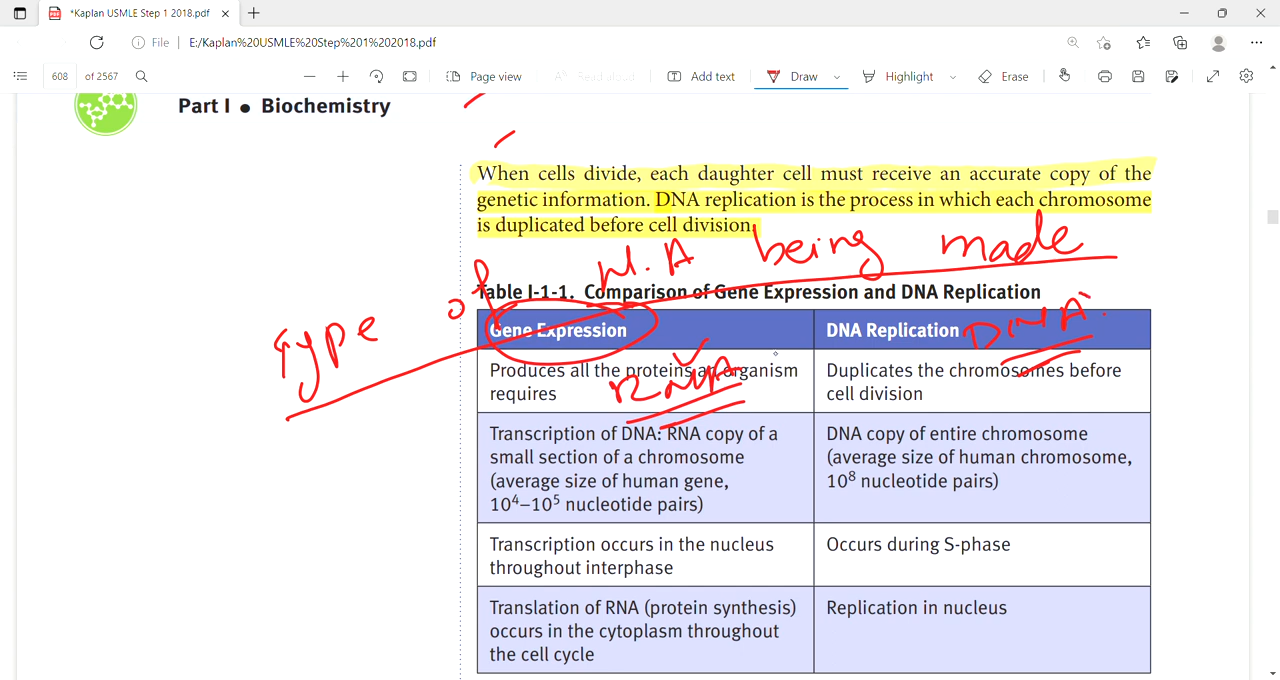 *Kaplan USMLE Step 1 2018.pdf
File | E:/Kaplan%20USMLE%20Step%201%202018.pdf
608 of 2567 Page view Read aloud Add text Draw Highlight Erase
Part I ● Biochemistry
When cells divide, each daughter cell must receive an accurate copy of the
genetic information. DNA replication is the process in which each chromosome
is duplicated before cell division.
Type of N.A being made
Table I-1-1. Comparison of Gene Expression and DNA Replication
Gene Expression DNA Replication DNA
Produces all the proteins an organism
requires RNA
Duplicates the chromosomes before
cell division
Transcription of DNA: RNA copy of a
small section of a chromosome
(average size of human gene,
10⁴–10⁵ nucleotide pairs)
DNA copy of entire chromosome
(average size of human chromosome,
10⁸ nucleotide pairs)
Transcription occurs in the nucleus
throughout interphase
Occurs during S-phase
Translation of RNA (protein synthesis)
occurs in the cytoplasm throughout
the cell cycle
Replication in nucleus